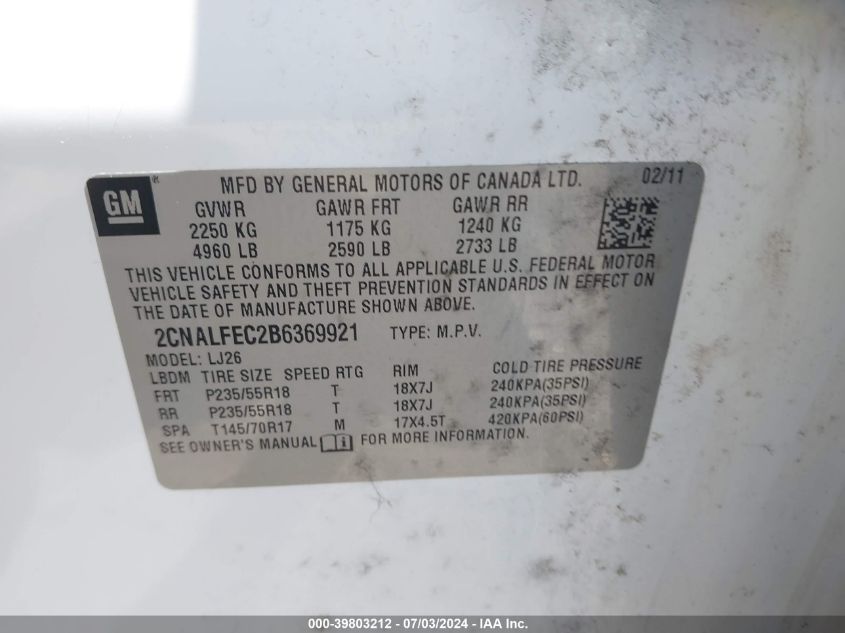 GM ®
MFD BY GENERAL MOTORS OF CANADA LTD. 02/11
GVWR GAWR FRT GAWR RR
2250 KG 1175 KG 1240 KG
4960 LB 2590 LB 2733 LB
THIS VEHICLE CONFORMS TO ALL APPLICABLE U.S. FEDERAL MOTOR
VEHICLE SAFETY AND THEFT PREVENTION STANDARDS IN EFFECT ON
THE DATE OF MANUFACTURE SHOWN ABOVE.
2CNALFEC2B6369921 TYPE: M.P.V.
MODEL: LJ26
LBDM TIRE SIZE SPEED RTG RIM COLD TIRE PRESSURE
FRT P235/55R18 T 18X7J 240KPA(35PSI)
RR P235/55R18 T 18X7J 240KPA(35PSI)
SPA T145/70R17 M 17X4.5T 420KPA(60PSI)
SEE OWNER'S MANUAL FOR MORE INFORMATION.
000-39803212 - 07/03/2024 - IAA Inc.